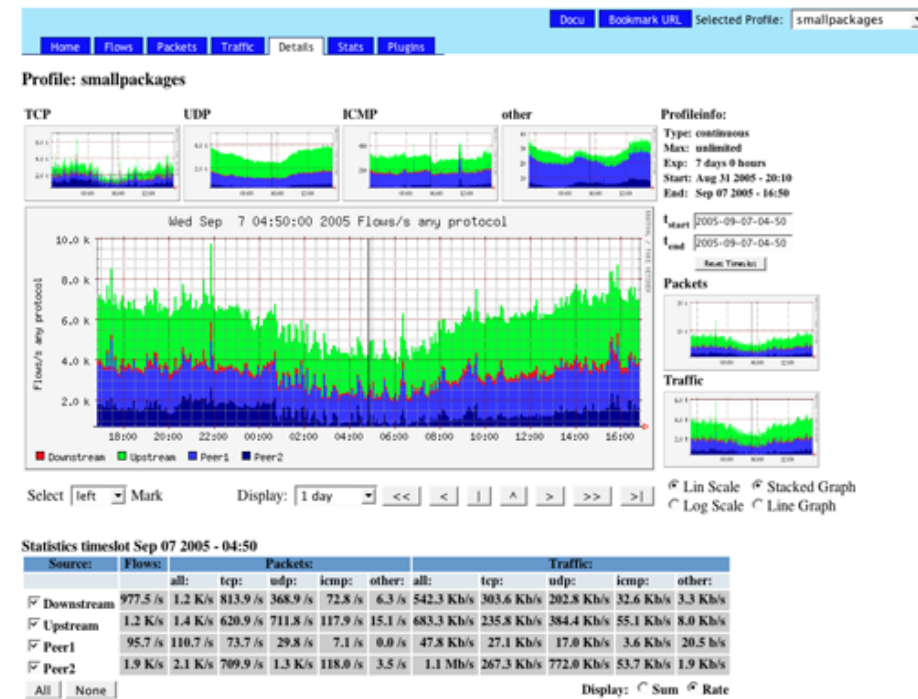 Docu Bookmark URL Selected Profile: smallpackages
Home Flows Packets Traffic Details Stats Plugins
Profile: smallpackages
TCP UDP ICMP other Profileinfo:
Type: continuous
Max: unlimited
Exp: 7 days 0 hours
Start: Aug 31 2005 - 20:10
End: Sep 07 2005 - 16:50
Wed Sep 7 04:50:00 2005 Flows/s any protocol
tstart 2005-09-07-04-50
tend 2005-09-07-04-50
Reset Timeslot
Packets
Traffic
Flows/s any protocol
10.0 k
8.0 k
6.0 k
4.0 k
2.0 k
18:00 20:00 22:00 00:00 02:00 04:00 06:00 08:00 10:00 12:00 14:00 16:00
Downstream Upstream Peer1 Peer2
Select left Mark Display: 1 day << < | ^ > >> >|
Lin Scale Stacked Graph
Log Scale Line Graph
Statistics timeslot Sep 07 2005 - 04:50
Source: Flows: Packets: Traffic:
all: tcp: udp: icmp: other: all: tcp: udp: icmp: other:
Downstream 977.5 /s 1.2 K/s 813.9 /s 368.9 /s 72.8 /s 6.3 /s 542.3 Kb/s 303.6 Kb/s 202.8 Kb/s 32.6 Kb/s 3.3 Kb/s
Upstream 1.2 K/s 1.4 K/s 620.9 /s 711.8 /s 117.9 /s 15.1 /s 683.3 Kb/s 235.8 Kb/s 384.4 Kb/s 55.1 Kb/s 8.0 Kb/s
Peer1 95.7 /s 110.7 /s 73.7 /s 29.8 /s 7.1 /s 0.0 /s 47.8 Kb/s 27.1 Kb/s 17.0 Kb/s 3.6 Kb/s 20.5 b/s
Peer2 1.9 K/s 2.1 K/s 709.9 /s 1.3 K/s 118.0 /s 3.5 /s 1.1 Mb/s 267.3 Kb/s 772.0 Kb/s 53.7 Kb/s 1.9 Kb/s
All None Display: Sum Rate